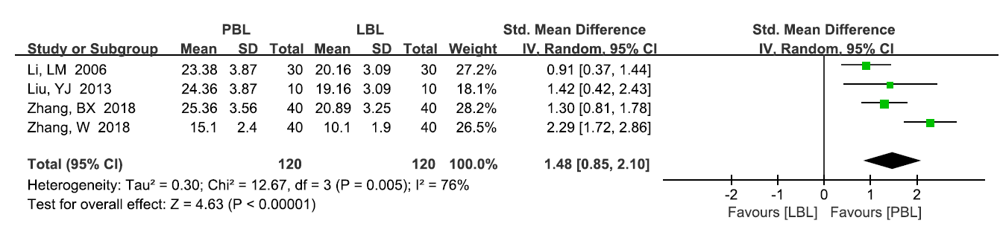 PBL LBL Std. Mean Difference Std. Mean Difference
Study or Subgroup Mean SD Total Mean SD Total Weight IV, Random, 95% CI IV, Random, 95% CI
Li, LM 2006 23.38 3.87 30 20.16 3.09 30 27.2% 0.91 [0.37, 1.44]
Liu, YJ 2013 24.36 3.87 10 19.16 3.09 10 18.1% 1.42 [0.42, 2.43]
Zhang, BX 2018 25.36 3.56 40 20.89 3.25 40 28.2% 1.30 [0.81, 1.78]
Zhang, W 2018 15.1 2.4 40 10.1 1.9 40 26.5% 2.29 [1.72, 2.86]
Total (95% CI) 120 120 100.0% 1.48 [0.85, 2.10]
Heterogeneity: Tau² = 0.30; Chi² = 12.67, df = 3 (P = 0.005); I² = 76%
Test for overall effect: Z = 4.63 (P < 0.00001)
-2 -1 0 1 2
Favours [LBL] Favours [PBL]